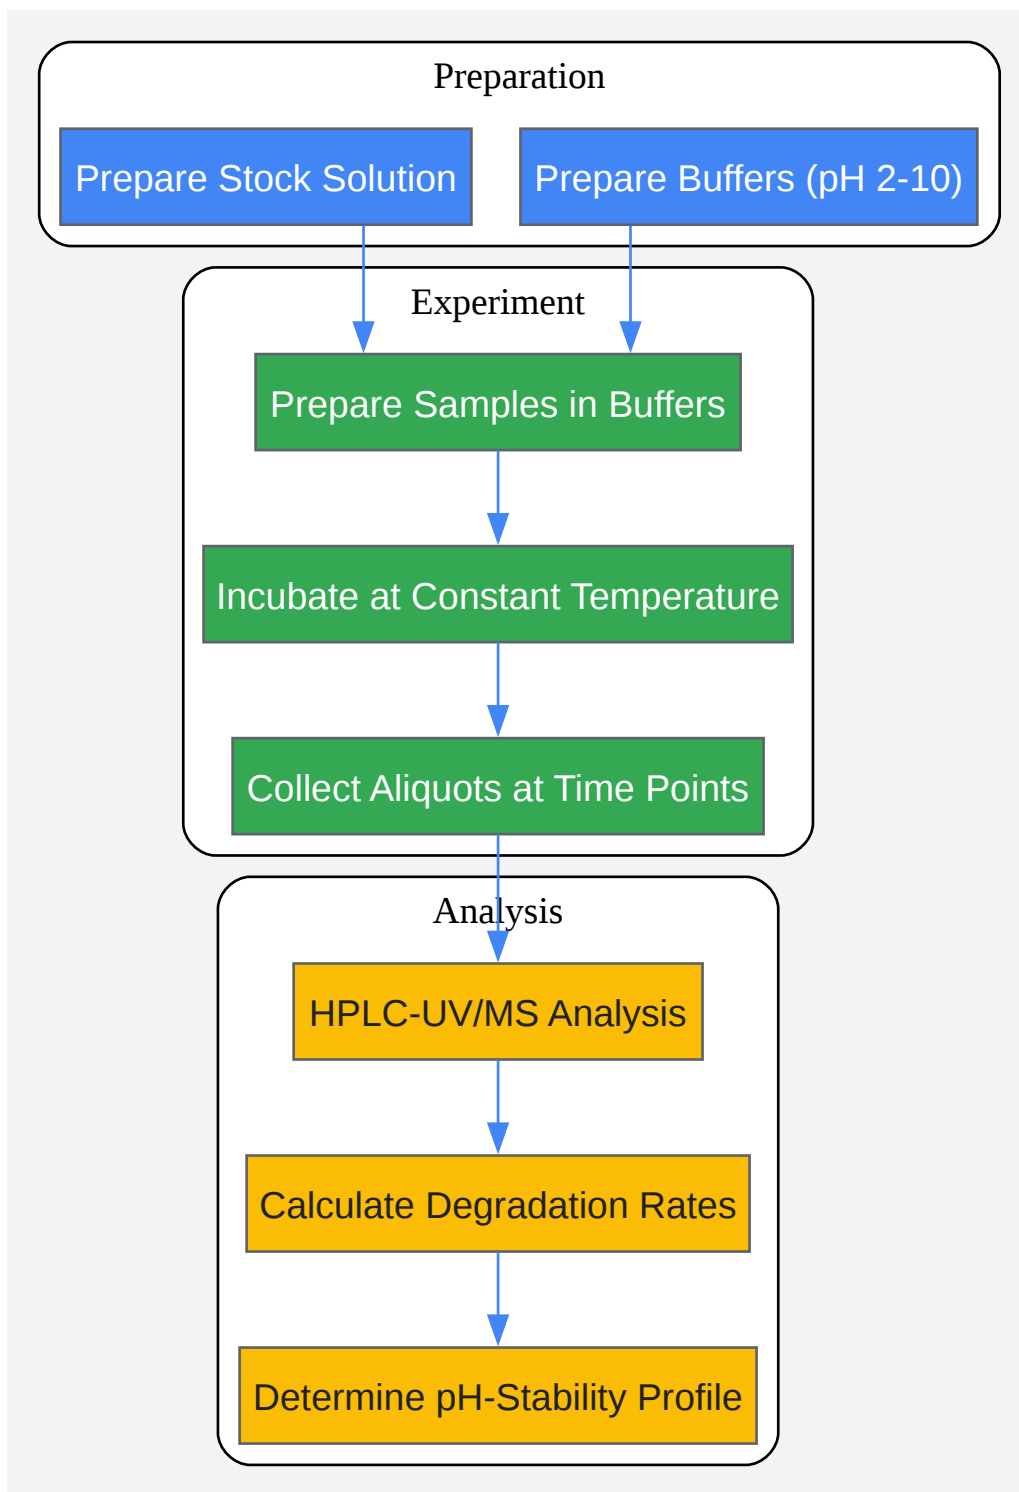 Preparation
Prepare Stock Solution
Prepare Buffers (pH 2-10)
Experiment
Prepare Samples in Buffers
Incubate at Constant Temperature
Collect Aliquots at Time Points
Analysis
HPLC-UV/MS Analysis
Calculate Degradation Rates
Determine pH-Stability Profile